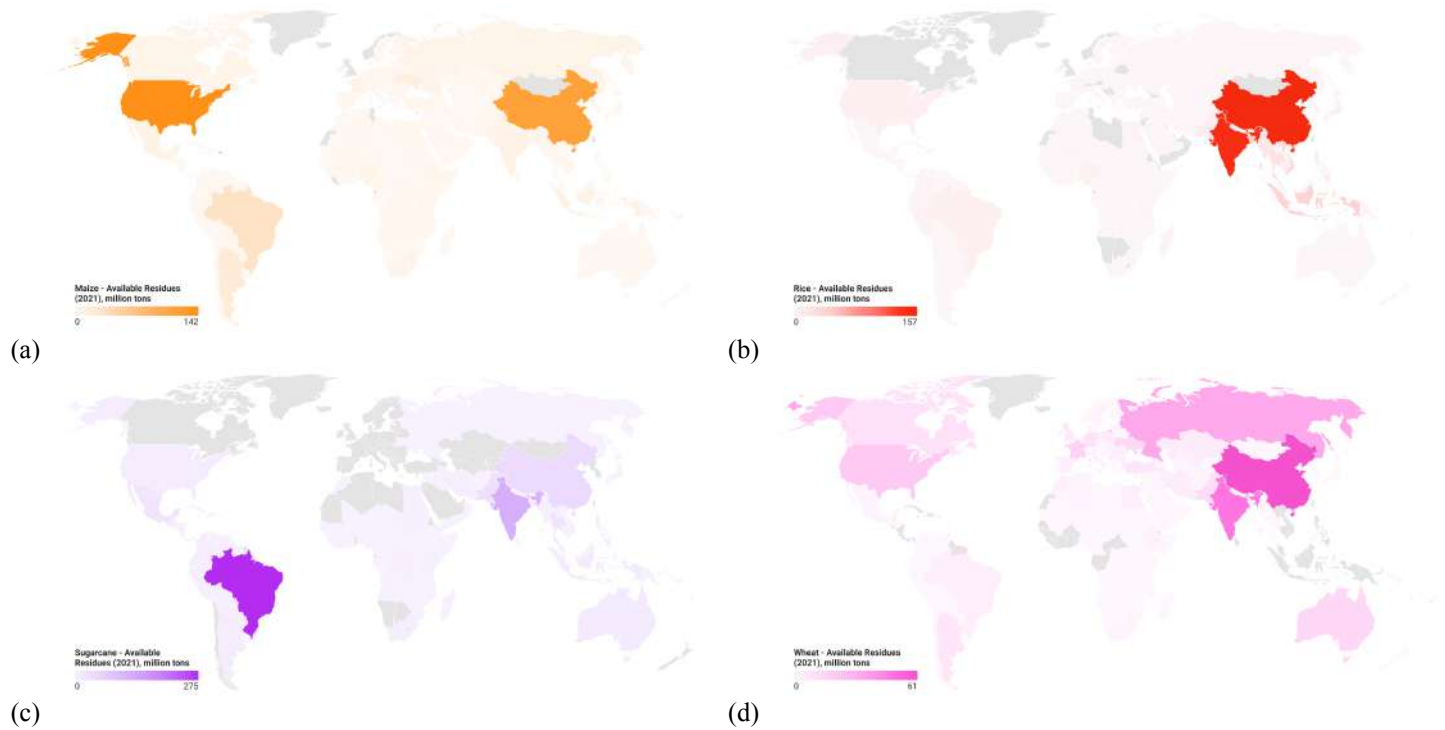 Maize - Available Residues
(2021), million tons
0 142
(a)
Rice - Available Residues
(2021), million tons
0 157
(b)
Sugarcane - Available
Residues (2021), million tons
0 275
(c)
Wheat - Available Residues
(2021), million tons
0 61
(d)